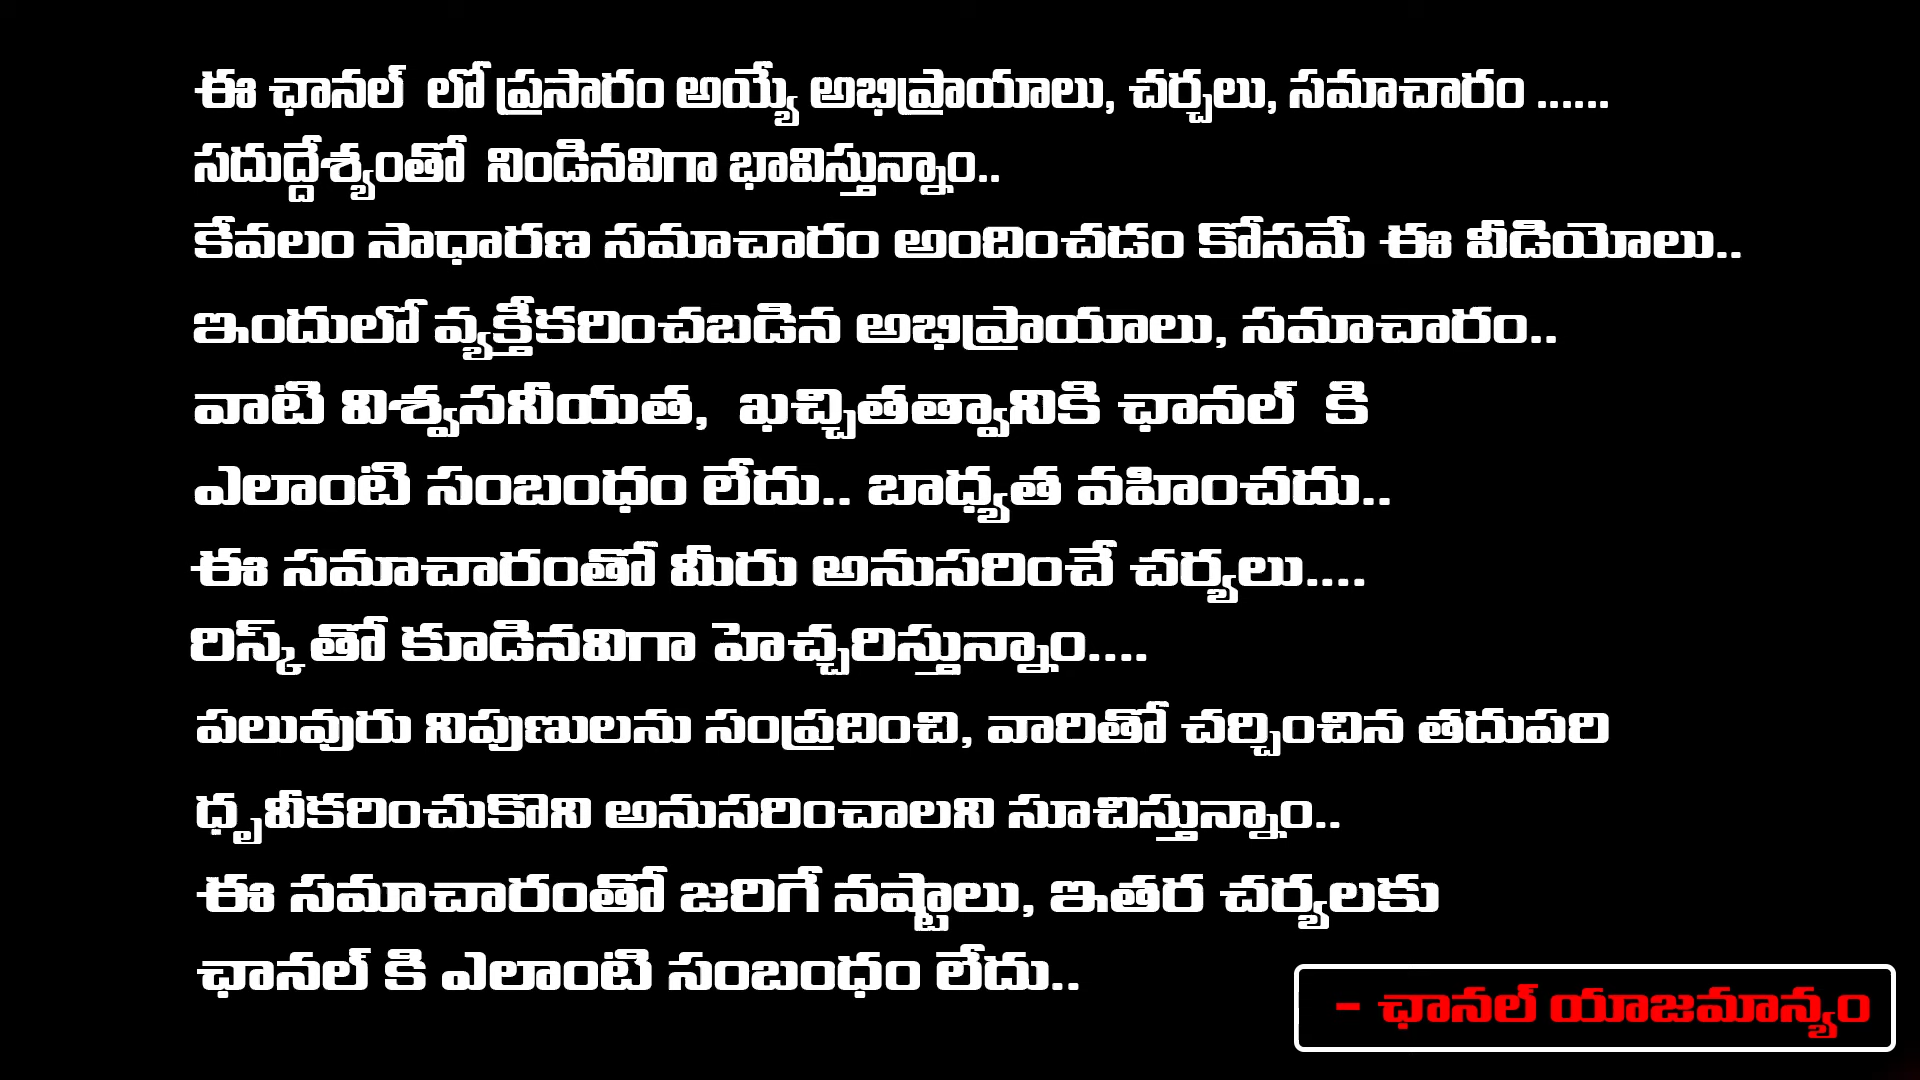 ఈ ఛానల్ లో ప్రసారం అయ్యే అభిప్రాయాలు, చర్చలు, సమాచారం ......
సదుద్దేశ్యంతో నిండినవిగా భావిస్తున్నాం..
కేవలం సాధారణ సమాచారం అందించడం కోసమే ఈ వీడియోలు..
ఇందులో వ్యక్తీకరించబడిన అభిప్రాయాలు, సమాచారం..
వాటి విశ్వసనీయత, ఖచ్చితత్వానికి ఛానల్ కి
ఎలాంటి సంబంధం లేదు.. బాధ్యత వహించదు..
ఈ సమాచారంతో మీరు అనుసరించే చర్యలు....
రిస్క్ తో కూడినవిగా హెచ్చరిస్తున్నాం....
పలువురు నిపుణులను సంప్రదించి, వారితో చర్చించిన తదుపరి
ధృవీకరించుకొని అనుసరించాలని సూచిస్తున్నాం..
ఈ సమాచారంతో జరిగే నష్టాలు, ఇతర చర్యలకు
ఛానల్ కి ఎలాంటి సంబంధం లేదు..
- ఛానల్ యాజమాన్యం